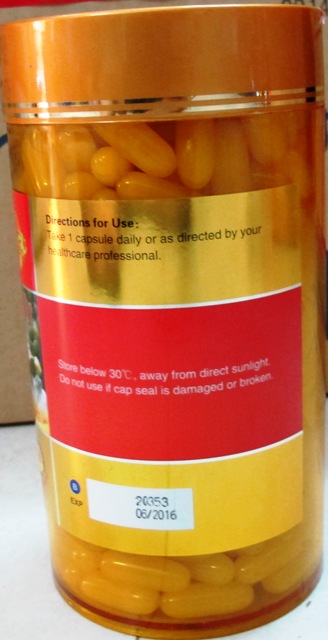 Directions for Use:
Take 1 capsule daily or as directed by your
healthcare professional.
Store below 30℃, away from direct sunlight.
Do not use if cap seal is damaged or broken.
B
EXP
20353
06/2016